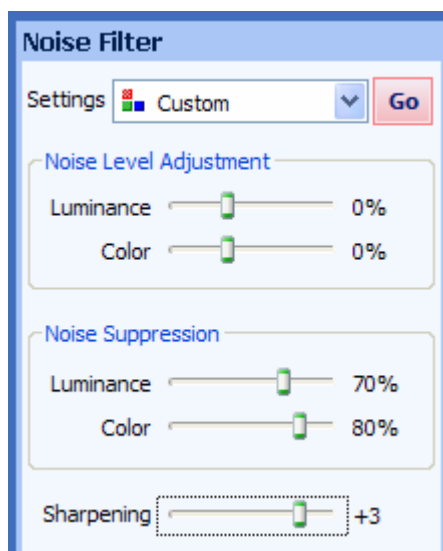 Noise Filter
Settings Custom Go
Noise Level Adjustment
Luminance 0%
Color 0%
Noise Suppression
Luminance 70%
Color 80%
Sharpening +3